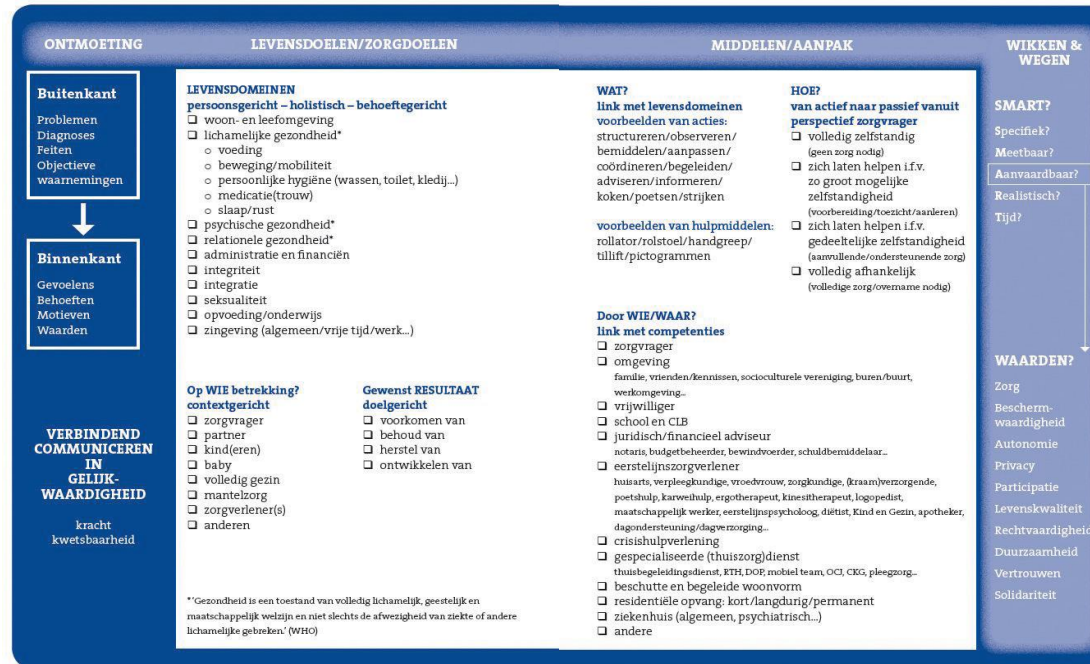 ONTMOETING
LEVENSDOELEN/ZORGDOELEN
MIDDELEN/AANPAK
WIKKEN &
WEGEN
Buitenkant
Problemen
Diagnoses
Feiten
Objectieve
waarnemingen
Binnenkant
Gevoelens
Behoeften
Motieven
Waarden
VERBINDEND
COMMUNICEREN
IN
GELIJK-
WAARDIGHEID
kracht
kwetsbaarheid
LEVENSDOMEINEN
persoonsgericht – holistisch – behoeftegericht
❑ woon- en leefomgeving
❑ lichamelijke gezondheid*
o voeding
o beweging/mobiliteit
o persoonlijke hygiëne (wassen, toilet, kledij...)
o medicatie(trouw)
o slaap/rust
❑ psychische gezondheid*
❑ relationele gezondheid*
❑ administratie en financiën
❑ integriteit
❑ integratie
❑ seksualiteit
❑ opvoeding/onderwijs
❑ zingeving (algemeen/vrije tijd/werk...)
Op WIE betrekking?
contextgericht
❑ zorgvrager
❑ partner
❑ kind(eren)
❑ baby
❑ volledig gezin
❑ mantelzorg
❑ zorgverlener(s)
❑ anderen
Gewenst RESULTAAT
doelgericht
❑ voorkomen van
❑ behoud van
❑ herstel van
❑ ontwikkelen van
* 'Gezondheid is een toestand van volledig lichamelijk, geestelijk en
maatschappelijk welzijn en niet slechts de afwezigheid van ziekte of andere
lichamelijke gebreken.' (WHO)
WAT?
link met levensdomeinen
voorbeelden van acties:
structureren/observeren/
bemiddelen/aanpassen/
coördineren/begeleiden/
adviseren/informeren/
koken/poetsen/strijken
voorbeelden van hulpmiddelen:
rollator/rolstoel/handgreep/
tillift/pictogrammen
HOE?
van actief naar passief vanuit
perspectief zorgvrager
❑ volledig zelfstandig
(geen zorg nodig)
❑ zich laten helpen i.f.v.
zo groot mogelijke
zelfstandigheid
(voorbereiding/toezicht/aanleren)
❑ zich laten helpen i.f.v.
gedeeltelijke zelfstandigheid
(aanvullende/ondersteunende zorg)
❑ volledig afhankelijk
(volledige zorg/overname nodig)
Door WIE/WAAR?
link met competenties
❑ zorgvrager
❑ omgeving
familie, vrienden/kennissen, socioculturele vereniging, buren/buurt,
werkomgeving...
❑ vrijwilliger
❑ school en CLB
❑ juridisch/financieel adviseur
notaris, budgetbeheerder, bewindvoerder, schuldbemiddelaar...
❑ eerstelijnszorgverlener
huisarts, verpleegkundige, vroedvrouw, zorgkundige, (kraam)verzorgende,
poetshulp, karweihulp, ergotherapeut, kinesitherapeut, logopedist,
maatschappelijk werker, eerstelijnspsycholoog, diëtist, Kind en Gezin, apotheker,
dagondersteuning/dagverzorging...
❑ crisishulpverlening
❑ gespecialiseerde (thuiszorg)dienst
thuisbegeleidingsdienst, RTH, DOP, mobiel team, OCJ, CKG, pleegzorg...
❑ beschutte en begeleide woonvorm
❑ residentiële opvang: kort/langdurig/permanent
❑ ziekenhuis (algemeen, psychiatrisch...)
❑ andere
SMART?
Specifiek?
Meetbaar?
Aanvaardbaar?
Realistisch?
Tijd?
WAARDEN?
Zorg
Bescherm-
waardigheid
Autonomie
Privacy
Participatie
Levenskwaliteit
Rechtvaardigheid
Duurzaamheid
Vertrouwen
Solidariteit